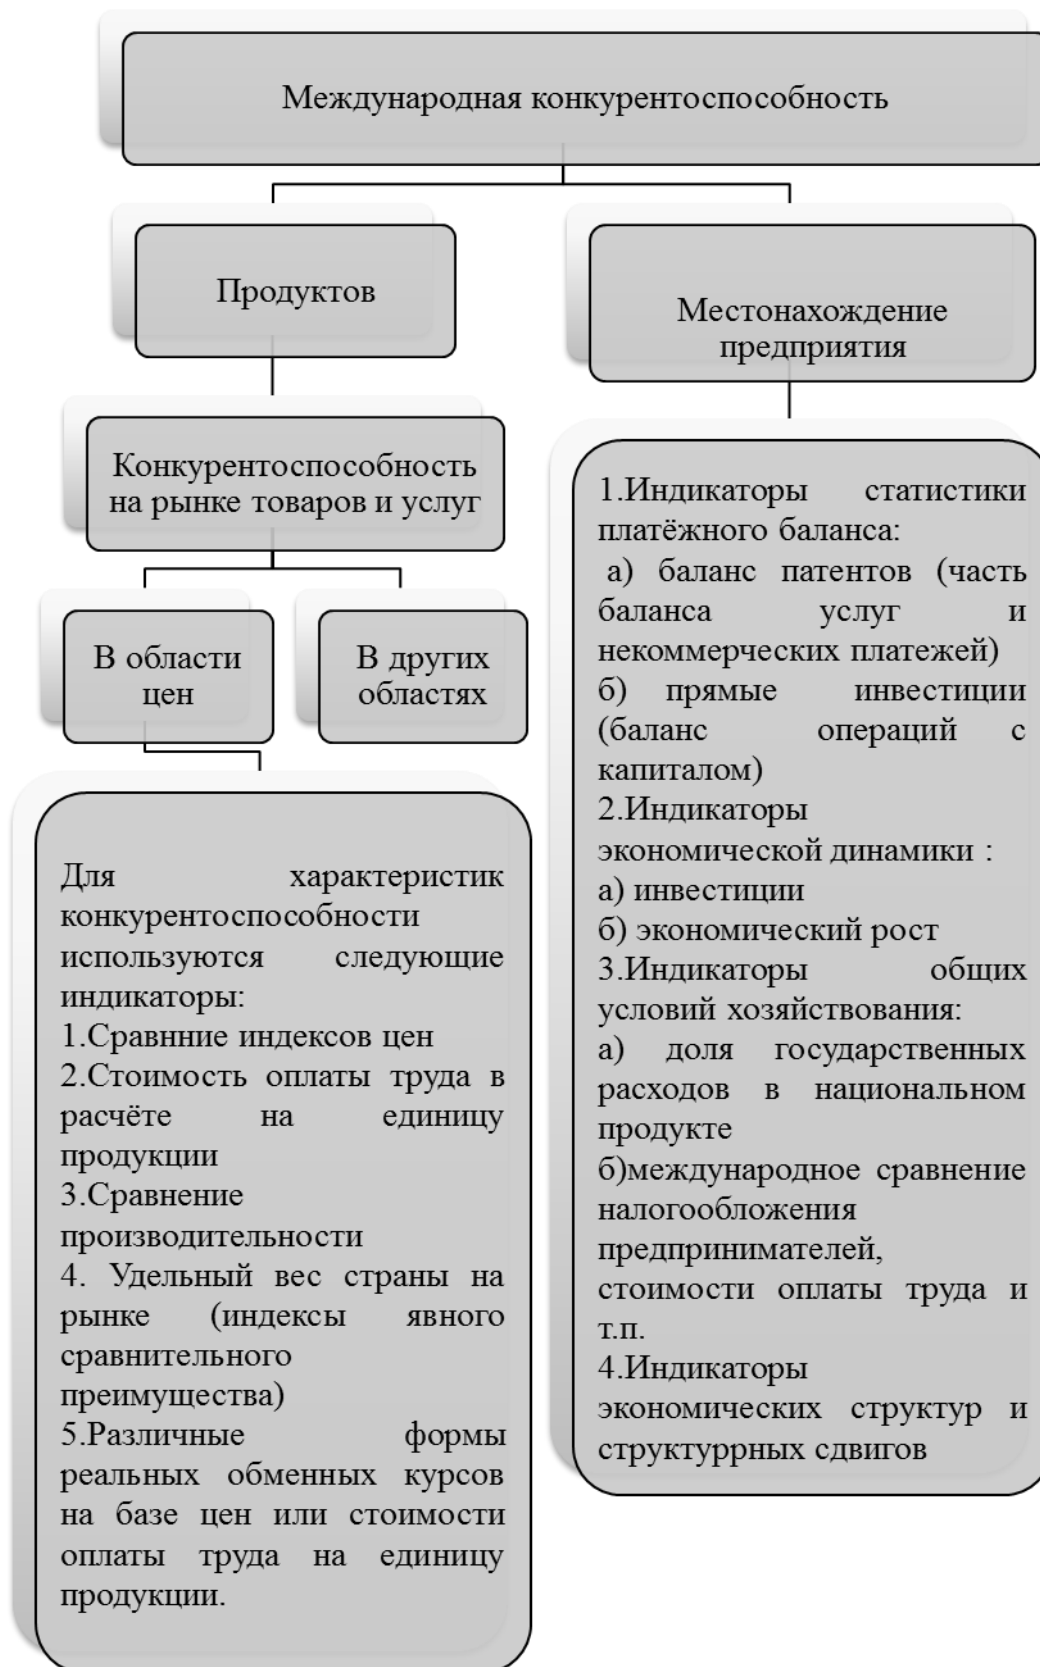 Международная конкурентоспособность
Продуктов
Местонахождение
предприятия
Конкурентоспособность
на рынке товаров и услуг
В области
цен
В других
областях
Для характеристик
конкурентоспособности
используются следующие
индикаторы:
1.Сравнние индексов цен
2.Стоимость оплаты труда в
расчёте на единицу
продукции
3.Сравнение
производительности
4. Удельный вес страны на
рынке (индексы явного
сравнительного
преимущества)
5.Различные формы
реальных обменных курсов
на базе цен или стоимости
оплаты труда на единицу
продукции.
1.Индикаторы статистики
платёжного баланса:
а) баланс патентов (часть
баланса услуг и
некоммерческих платежей)
б) прямые инвестиции
(баланс операций с
капиталом)
2.Индикаторы
экономической динамики :
а) инвестиции
б) экономический рост
3.Индикаторы общих
условий хозяйствования:
а) доля государственных
расходов в национальном
продукте
б)международное сравнение
налогообложения
предпринимателей,
стоимости оплаты труда и
т.п.
4.Индикаторы
экономических структур и
структуррных сдвигов